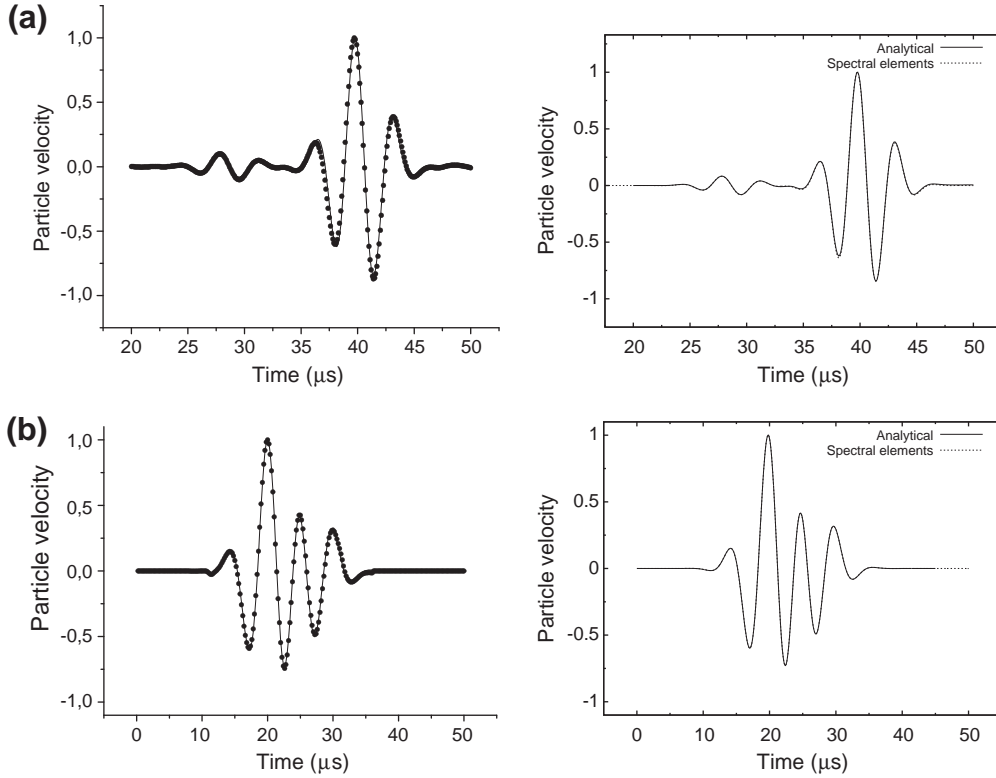 (a)
1,0
0,5
0,0
-0,5
-1,0
Particle velocity
20 25 30 35 40 45 50
Time (μs)
Analytical
Spectral elements
1
0.5
0
-0.5
-1
Particle velocity
20 25 30 35 40 45 50
Time (μs)
(b)
1,0
0,5
0,0
-0,5
-1,0
Particle velocity
0 10 20 30 40 50
Time (μs)
Analytical
Spectral elements
1
0.5
0
-0.5
-1
Particle velocity
0 10 20 30 40 50
Time (μs)